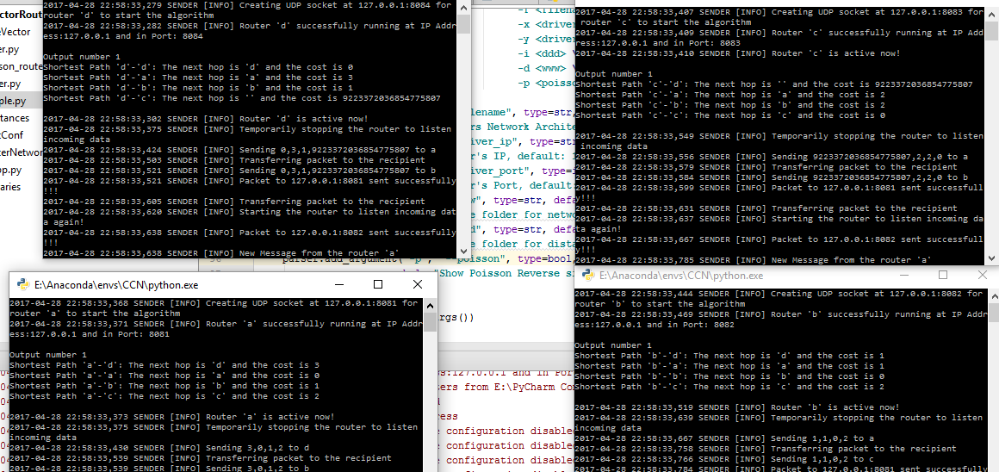 2017-04-28 22:58:33,279 SENDER [INFO] Creating UDP socket at 127.0.0.1:8084 for
router 'd' to start the algorithm
2017-04-28 22:58:33,282 SENDER [INFO] Router 'd' successfully running at IP Addr
ess:127.0.0.1 and in Port: 8084
Output number 1
Shortest Path 'd'-'d': The next hop is 'd' and the cost is 0
Shortest Path 'd'-'a': The next hop is 'a' and the cost is 3
Shortest Path 'd'-'b': The next hop is 'b' and the cost is 1
Shortest Path 'd'-'c': The next hop is '' and the cost is 9223372036854775807
2017-04-28 22:58:33,302 SENDER [INFO] Router 'd' is active now!
2017-04-28 22:58:33,375 SENDER [INFO] Temporarily stopping the router to listen
incoming data
2017-04-28 22:58:33,424 SENDER [INFO] Sending 0,3,1,9223372036854775807 to a
2017-04-28 22:58:33,503 SENDER [INFO] Transferring packet to the recipient
2017-04-28 22:58:33,521 SENDER [INFO] Sending 0,3,1,9223372036854775807 to b
2017-04-28 22:58:33,521 SENDER [INFO] Packet to 127.0.0.1:8081 sent successfully
!!!
2017-04-28 22:58:33,605 SENDER [INFO] Transferring packet to the recipient
2017-04-28 22:58:33,620 SENDER [INFO] Starting the router to listen incoming dat
a again!
2017-04-28 22:58:33,638 SENDER [INFO] Packet to 127.0.0.1:8082 sent successfully
!!!
2017-04-28 22:58:33,638 SENDER [INFO] New Message from the router 'a'
2017-04-28 22:58:33,407 SENDER [INFO] Creating UDP socket at 127.0.0.1:8083 for
router 'c' to start the algorithm
2017-04-28 22:58:33,409 SENDER [INFO] Router 'c' successfully running at IP Add
ress:127.0.0.1 and in Port: 8083
2017-04-28 22:58:33,410 SENDER [INFO] Router 'c' is active now!
Output number 1
Shortest Path 'c'-'d': The next hop is '' and the cost is 9223372036854775807
Shortest Path 'c'-'a': The next hop is 'a' and the cost is 2
Shortest Path 'c'-'b': The next hop is 'b' and the cost is 2
Shortest Path 'c'-'c': The next hop is 'c' and the cost is 0
2017-04-28 22:58:33,549 SENDER [INFO] Temporarily stopping the router to listen
incoming data
2017-04-28 22:58:33,556 SENDER [INFO] Sending 9223372036854775807,2,2,0 to a
2017-04-28 22:58:33,579 SENDER [INFO] Transferring packet to the recipient
2017-04-28 22:58:33,584 SENDER [INFO] Sending 9223372036854775807,2,2,0 to b
2017-04-28 22:58:33,599 SENDER [INFO] Packet to 127.0.0.1:8081 sent successfull
y!!!
2017-04-28 22:58:33,631 SENDER [INFO] Transferring packet to the recipient
2017-04-28 22:58:33,637 SENDER [INFO] Starting the router to listen incoming da
ta again!
2017-04-28 22:58:33,667 SENDER [INFO] Packet to 127.0.0.1:8082 sent successfull
y!!!
2017-04-28 22:58:33,785 SENDER [INFO] New Message from the router 'a'
E:\Anaconda\envs\CCN\python.exe
2017-04-28 22:58:33,368 SENDER [INFO] Creating UDP socket at 127.0.0.1:8081 for
router 'a' to start the algorithm
2017-04-28 22:58:33,371 SENDER [INFO] Router 'a' successfully running at IP Addr
ess:127.0.0.1 and in Port: 8081
Output number 1
Shortest Path 'a'-'d': The next hop is 'd' and the cost is 3
Shortest Path 'a'-'a': The next hop is 'a' and the cost is 0
Shortest Path 'a'-'b': The next hop is 'b' and the cost is 1
Shortest Path 'a'-'c': The next hop is 'c' and the cost is 2
2017-04-28 22:58:33,373 SENDER [INFO] Router 'a' is active now!
2017-04-28 22:58:33,375 SENDER [INFO] Temporarily stopping the router to listen
incoming data
2017-04-28 22:58:33,430 SENDER [INFO] Sending 3,0,1,2 to d
2017-04-28 22:58:33,539 SENDER [INFO] Transferring packet to the recipient
2017-04-28 22:58:33,539 SENDER [INFO] Sending 3,0,1,2 to b
E:\Anaconda\envs\CCN\python.exe
2017-04-28 22:58:33,444 SENDER [INFO] Creating UDP socket at 127.0.0.1:8082 for
router 'b' to start the algorithm
2017-04-28 22:58:33,469 SENDER [INFO] Router 'b' successfully running at IP Addr
ess:127.0.0.1 and in Port: 8082
Output number 1
Shortest Path 'b'-'d': The next hop is 'd' and the cost is 1
Shortest Path 'b'-'a': The next hop is 'a' and the cost is 1
Shortest Path 'b'-'b': The next hop is 'b' and the cost is 0
Shortest Path 'b'-'c': The next hop is 'c' and the cost is 2
2017-04-28 22:58:33,519 SENDER [INFO] Router 'b' is active now!
2017-04-28 22:58:33,639 SENDER [INFO] Temporarily stopping the router to listen
incoming data
2017-04-28 22:58:33,667 SENDER [INFO] Sending 1,1,0,2 to a
2017-04-28 22:58:33,758 SENDER [INFO] Transferring packet to the recipient
2017-04-28 22:58:33,766 SENDER [INFO] Sending 1,1,0,2 to c
2017-04-28 22:58:33,784 SENDER [INFO] Packet to 127.0.0.1:8081 sent successfully
ectorRout
eVector
er.py
son_route
er.py
ple.py
tances
tConf
terNetwor
pp.py
aries
-x <driver
-y <driver
-i <ddd> \
-d <www> \
-p <poisso
lename", type=str,
rs Network Archite
iver_ip", type=str
r's IP, default:
iver_port", type=
r's Port, default:
w", type=str, defa
e folder for netwo
d", type=str, defa
e folder for dista
poisson", type=bool,
"Show Poisson Reverse si
rgs())
ters from E:\PyCharm Co
d
ress
e configuration disable
e configuration disable
e configuration disable